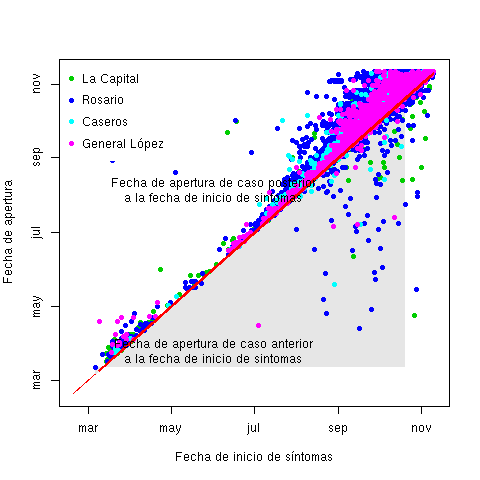 La Capital
Rosario
Caseros
General López
Fecha de apertura de caso posterior
a la fecha de inicio de síntomas
Fecha de apertura de caso anterior
a la fecha de inicio de sintomas
Fecha de apertura
mar
may
jul
sep
nov
mar
may
jul
sep
nov
Fecha de inicio de síntomas